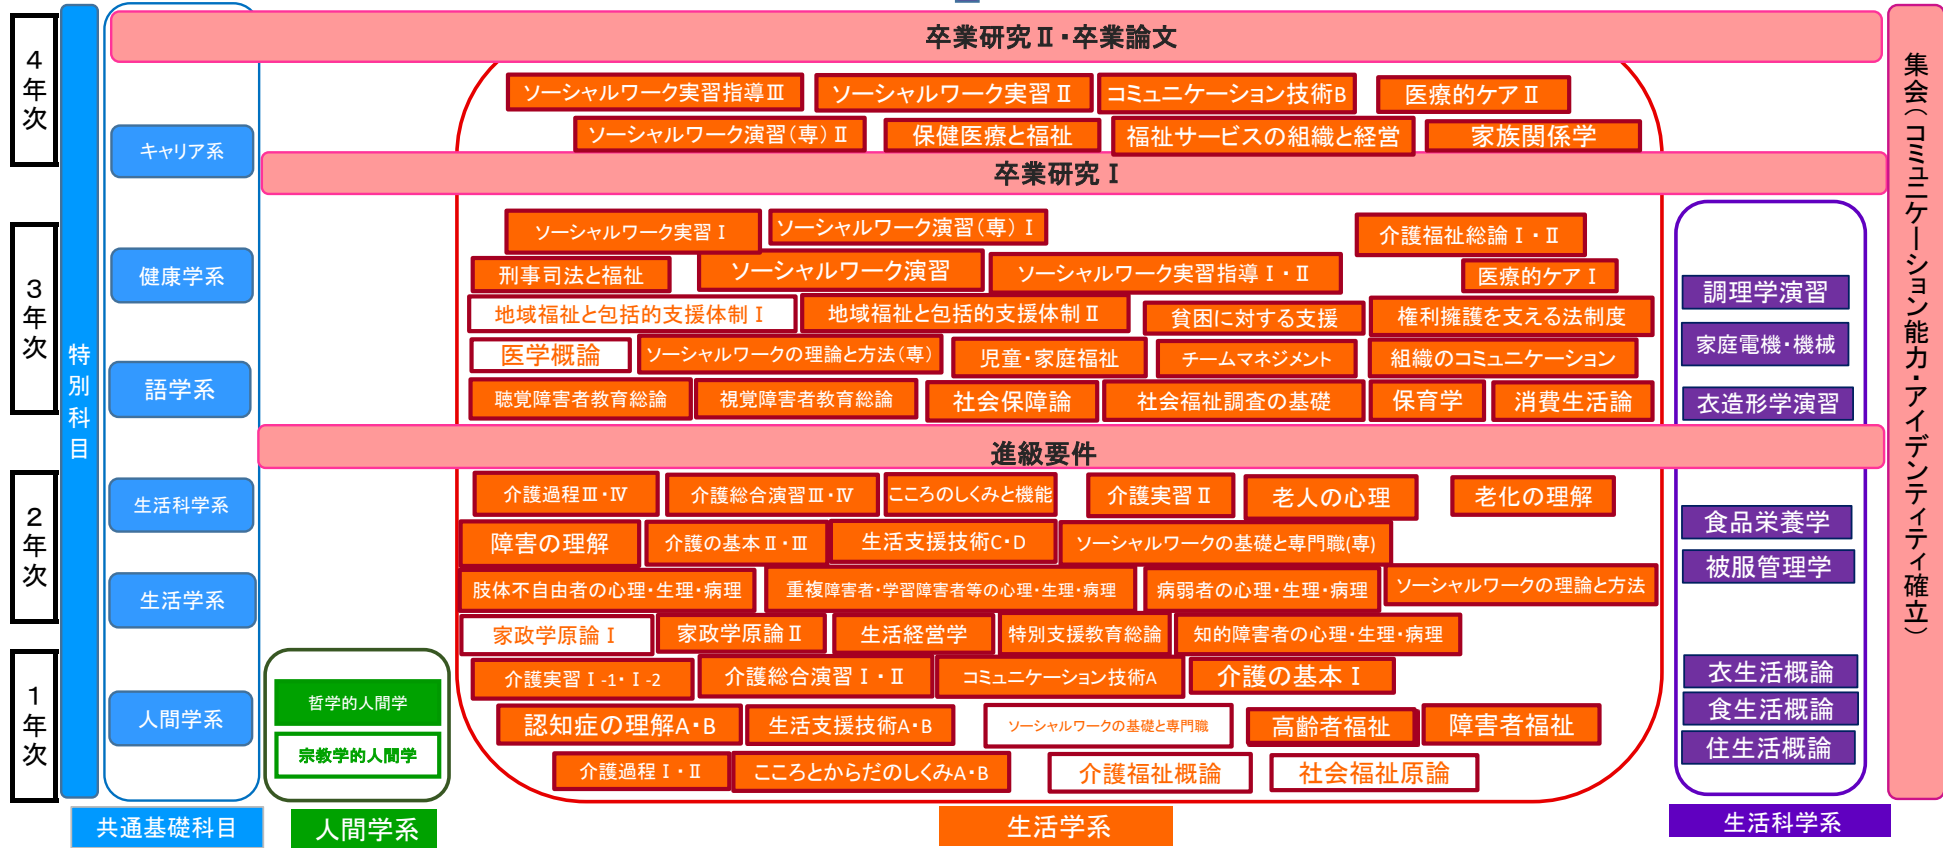 卒業研究Ⅱ・卒業論文
4年次
ソーシャルワーク実習指導Ⅲ
ソーシャルワーク実習Ⅱ
コミュニケーション技術B
医療的ケアⅡ
ソーシャルワーク演習(専)Ⅱ
保健医療と福祉
福祉サービスの組織と経営
家族関係学
キャリア系
卒業研究Ⅰ
3年次
ソーシャルワーク実習Ⅰ
ソーシャルワーク演習(専)Ⅰ
介護福祉総論Ⅰ・Ⅱ
健康学系
刑事司法と福祉
ソーシャルワーク演習
ソーシャルワーク実習指導Ⅰ・Ⅱ
医療的ケアⅠ
調理学演習
地域福祉と包括的支援体制Ⅰ
地域福祉と包括的支援体制Ⅱ
貧困に対する支援
権利擁護を支える法制度
家庭電機・機械
医学概論
ソーシャルワークの理論と方法(専)
児童・家庭福祉
チームマネジメント
組織のコミュニケーション
語学系
聴覚障害者教育総論
視覚障害者教育総論
社会保障論
社会福祉調査の基礎
保育学
消費生活論
衣造形学演習
特別科目
集会(コミュニケーション能力・アイデンティティ確立)
進級要件
2年次
生活科学系
介護過程Ⅲ・Ⅳ
介護総合演習Ⅲ・Ⅳ
こころのしくみと機能
介護実習Ⅱ
老人の心理
老化の理解
食品栄養学
障害の理解
介護の基本Ⅱ・Ⅲ
生活支援技術C・D
ソーシャルワークの基礎と専門職(専)
被服管理学
生活学系
肢体不自由者の心理・生理・病理
重複障害者・学習障害者等の心理・生理・病理
病弱者の心理・生理・病理
ソーシャルワークの理論と方法
家政学原論Ⅰ
家政学原論Ⅱ
生活経営学
特別支援教育総論
知的障害者の心理・生理・病理
1年次
介護実習Ⅰ-1・Ⅰ-2
介護総合演習Ⅰ・Ⅱ
コミュニケーション技術A
介護の基本Ⅰ
衣生活概論
人間学系
哲学的人間学
認知症の理解A・B
生活支援技術A・B
ソーシャルワークの基礎と専門職
高齢者福祉
障害者福祉
食生活概論
宗教学的人間学
介護過程Ⅰ・Ⅱ
こころとからだのしくみA・B
介護福祉概論
社会福祉原論
住生活概論
共通基礎科目
人間学系
生活学系
生活科学系